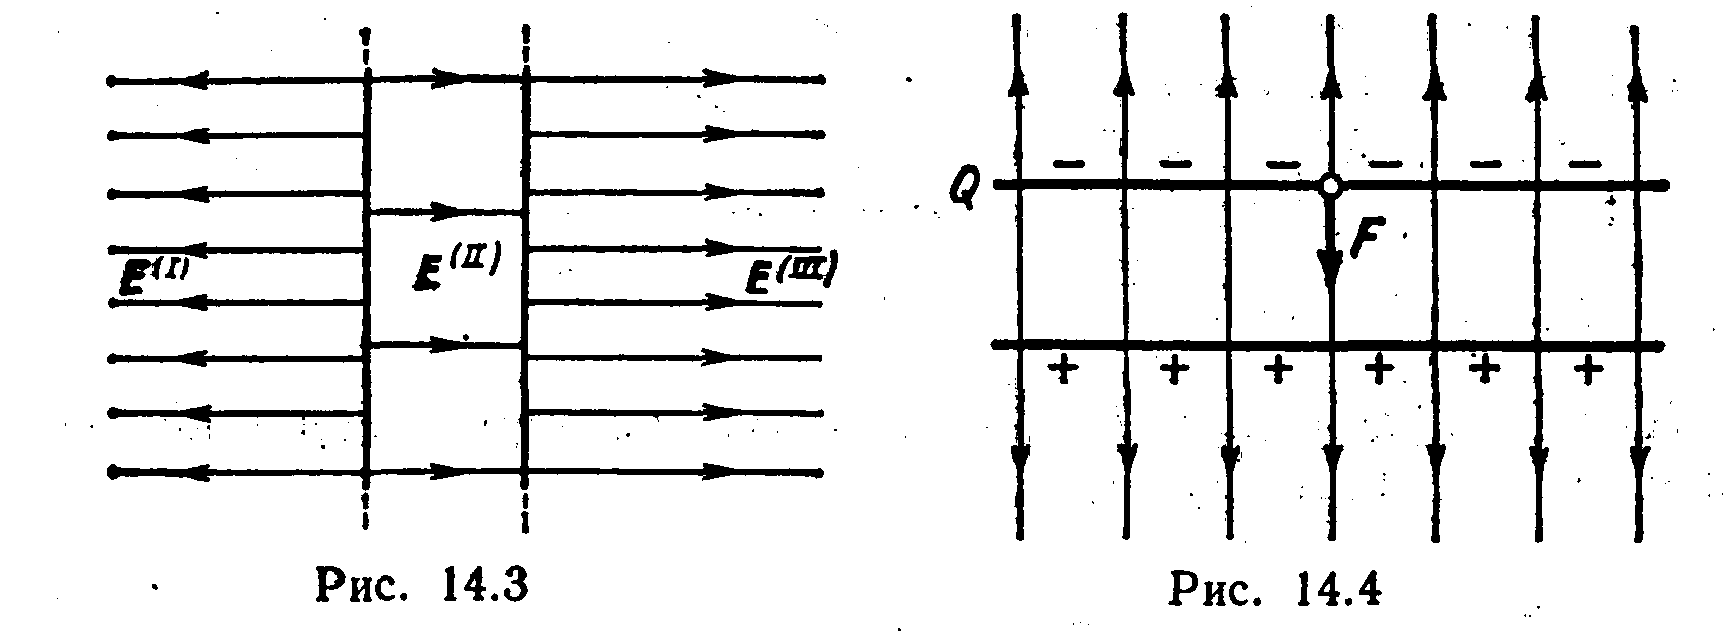 E(I)
E(II)
E(III)
Рис. 14.3
− − − − − −
Q
F
+ + + + + +
Рис. 14.4